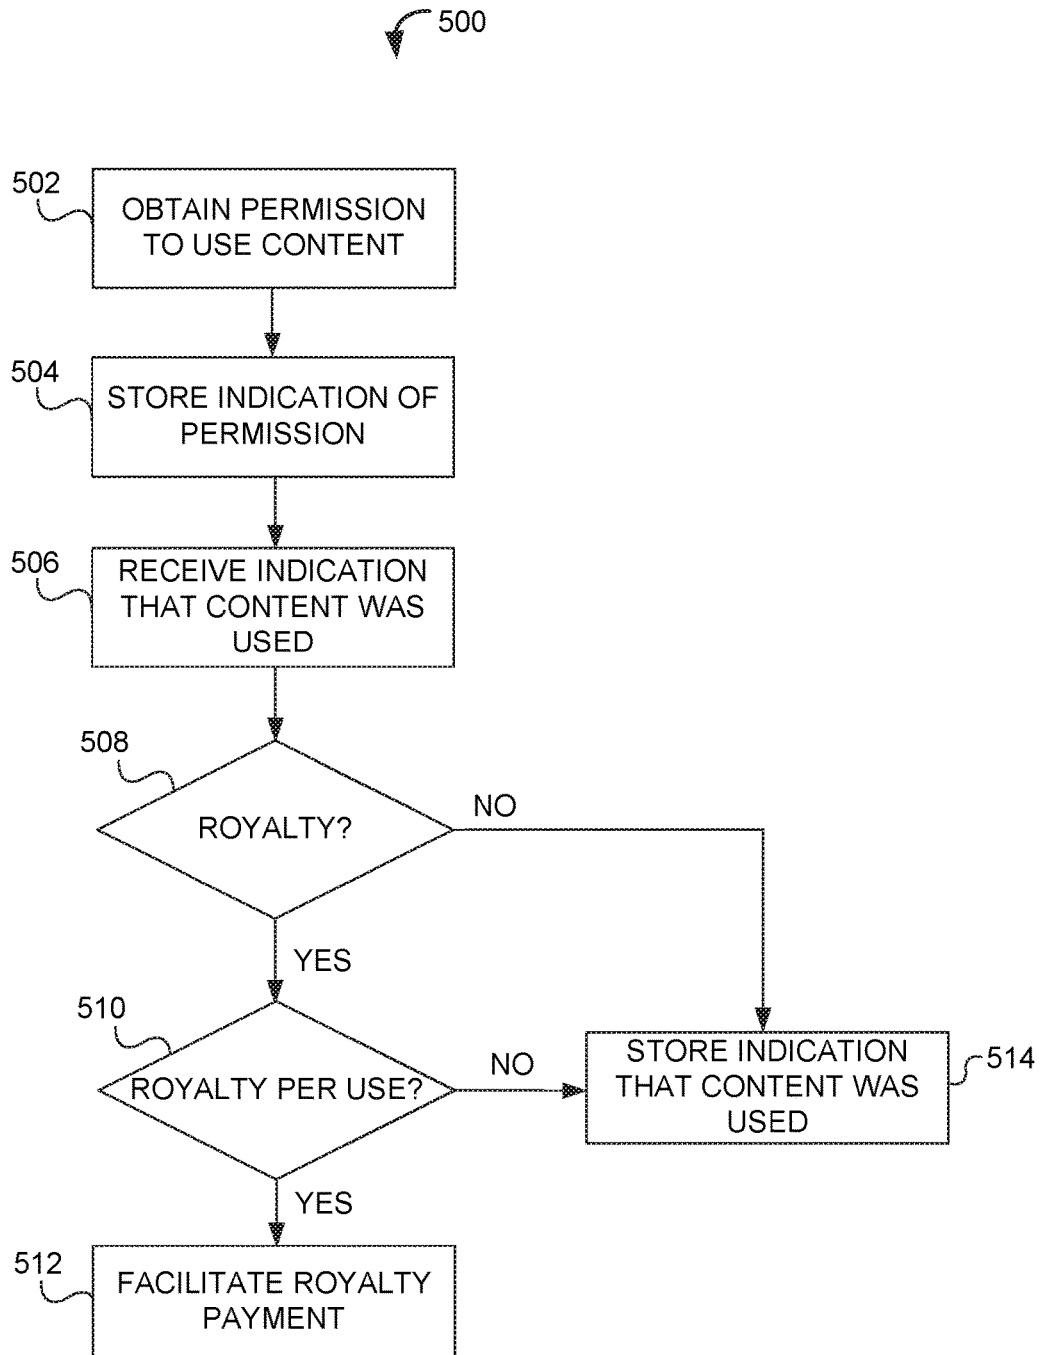 500
502
OBTAIN PERMISSION
TO USE CONTENT
504
STORE INDICATION OF
PERMISSION
506
RECEIVE INDICATION
THAT CONTENT WAS
USED
508
ROYALTY?
NO
YES
510
ROYALTY PER USE?
NO
STORE INDICATION
THAT CONTENT WAS
USED
514
YES
512
FACILITATE ROYALTY
PAYMENT